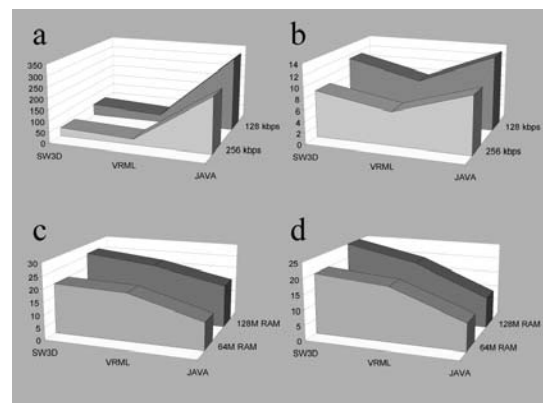 a
350
300
250
200
150
100
50
0
SW3D
VRML
JAVA
256 kbps
128 kbps
b
14
12
10
8
6
4
2
0
SW3D
VRML
JAVA
256 kbps
128 kbps
c
30
25
20
15
10
5
0
SW3D
VRML
JAVA
64M RAM
128M RAM
d
25
20
15
10
5
0
SW3D
VRML
JAVA
64M RAM
128M RAM